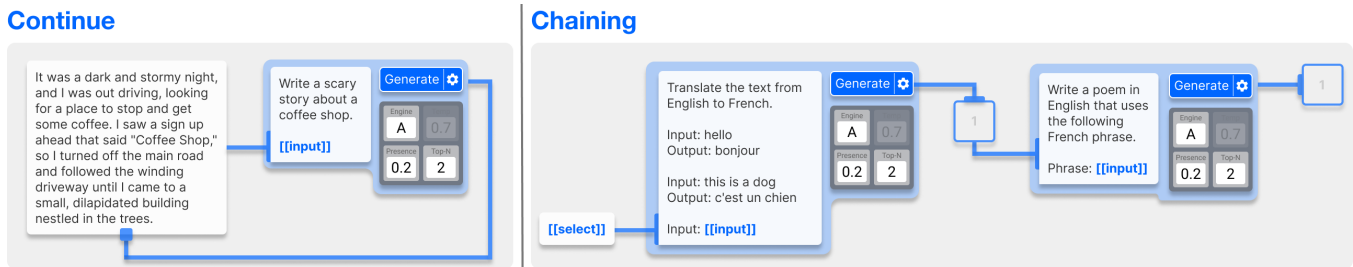 Continue
It was a dark and stormy night,
and I was out driving, looking
for a place to stop and get
some coffee. I saw a sign up
ahead that said "Coffee Shop,"
so I turned off the main road
and followed the winding
driveway until I came to a
small, dilapidated building
nestled in the trees.
Write a scary
story about a
coffee shop.
[[input]]
Generate
Engine
A
0.7
Presence
Top-N
0.2
2
Chaining
[[select]]
Translate the text from
English to French.
Input: hello
Output: bonjour
Input: this is a dog
Output: c'est un chien
Input: [[input]]
Generate
Engine
A
0.7
Presence
Top-N
0.2
2
1
Write a poem in
English that uses
the following
French phrase.
Phrase: [[input]]
Generate
Engine
A
0.7
Presence
Top-N
0.2
2
1